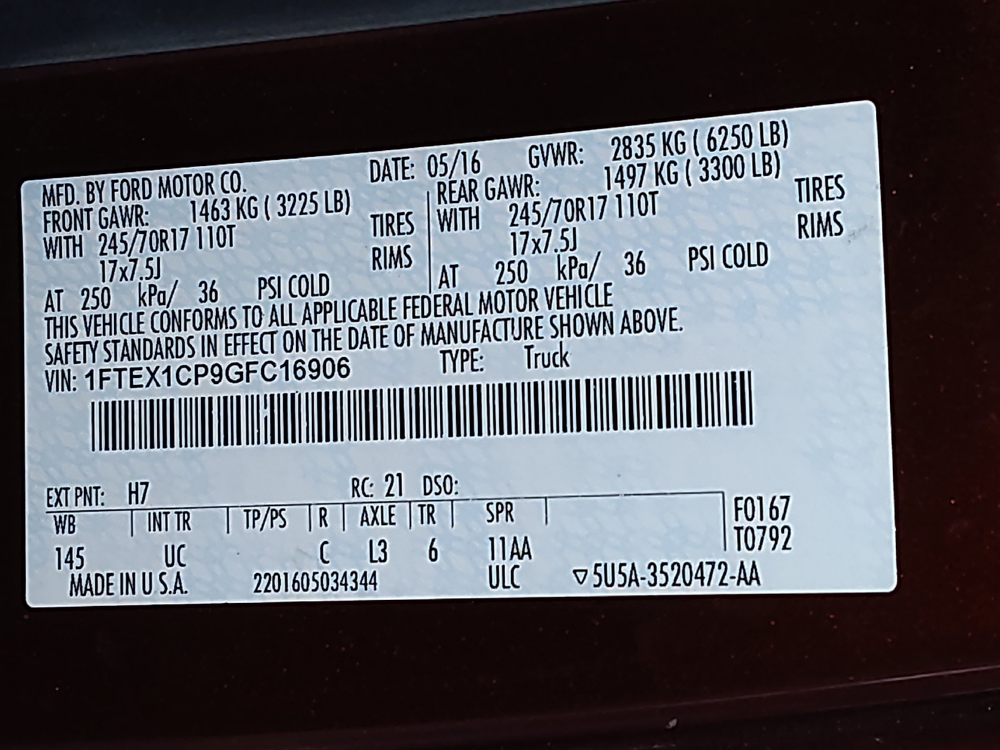 MFD. BY FORD MOTOR CO. DATE: 05/16 GVWR: 2835 KG ( 6250 LB)
FRONT GAWR: 1463 KG ( 3225 LB) REAR GAWR: 1497 KG ( 3300 LB)
WITH 245/70R17 110T TIRES WITH 245/70R17 110T TIRES
17x7.5J RIMS 17x7.5J RIMS
AT 250 kPa/ 36 PSI COLD AT 250 kPa/ 36 PSI COLD
THIS VEHICLE CONFORMS TO ALL APPLICABLE FEDERAL MOTOR VEHICLE
SAFETY STANDARDS IN EFFECT ON THE DATE OF MANUFACTURE SHOWN ABOVE.
VIN: 1FTEX1CP9GFC16906 TYPE: Truck
EXT PNT: H7 RC: 21 DSO:
WB INT TR TP/PS R AXLE TR SPR F0167
145 UC C L3 6 11AA T0792
MADE IN U.S.A. 2201605034344 ULC ▽5U5A-3520472-AA